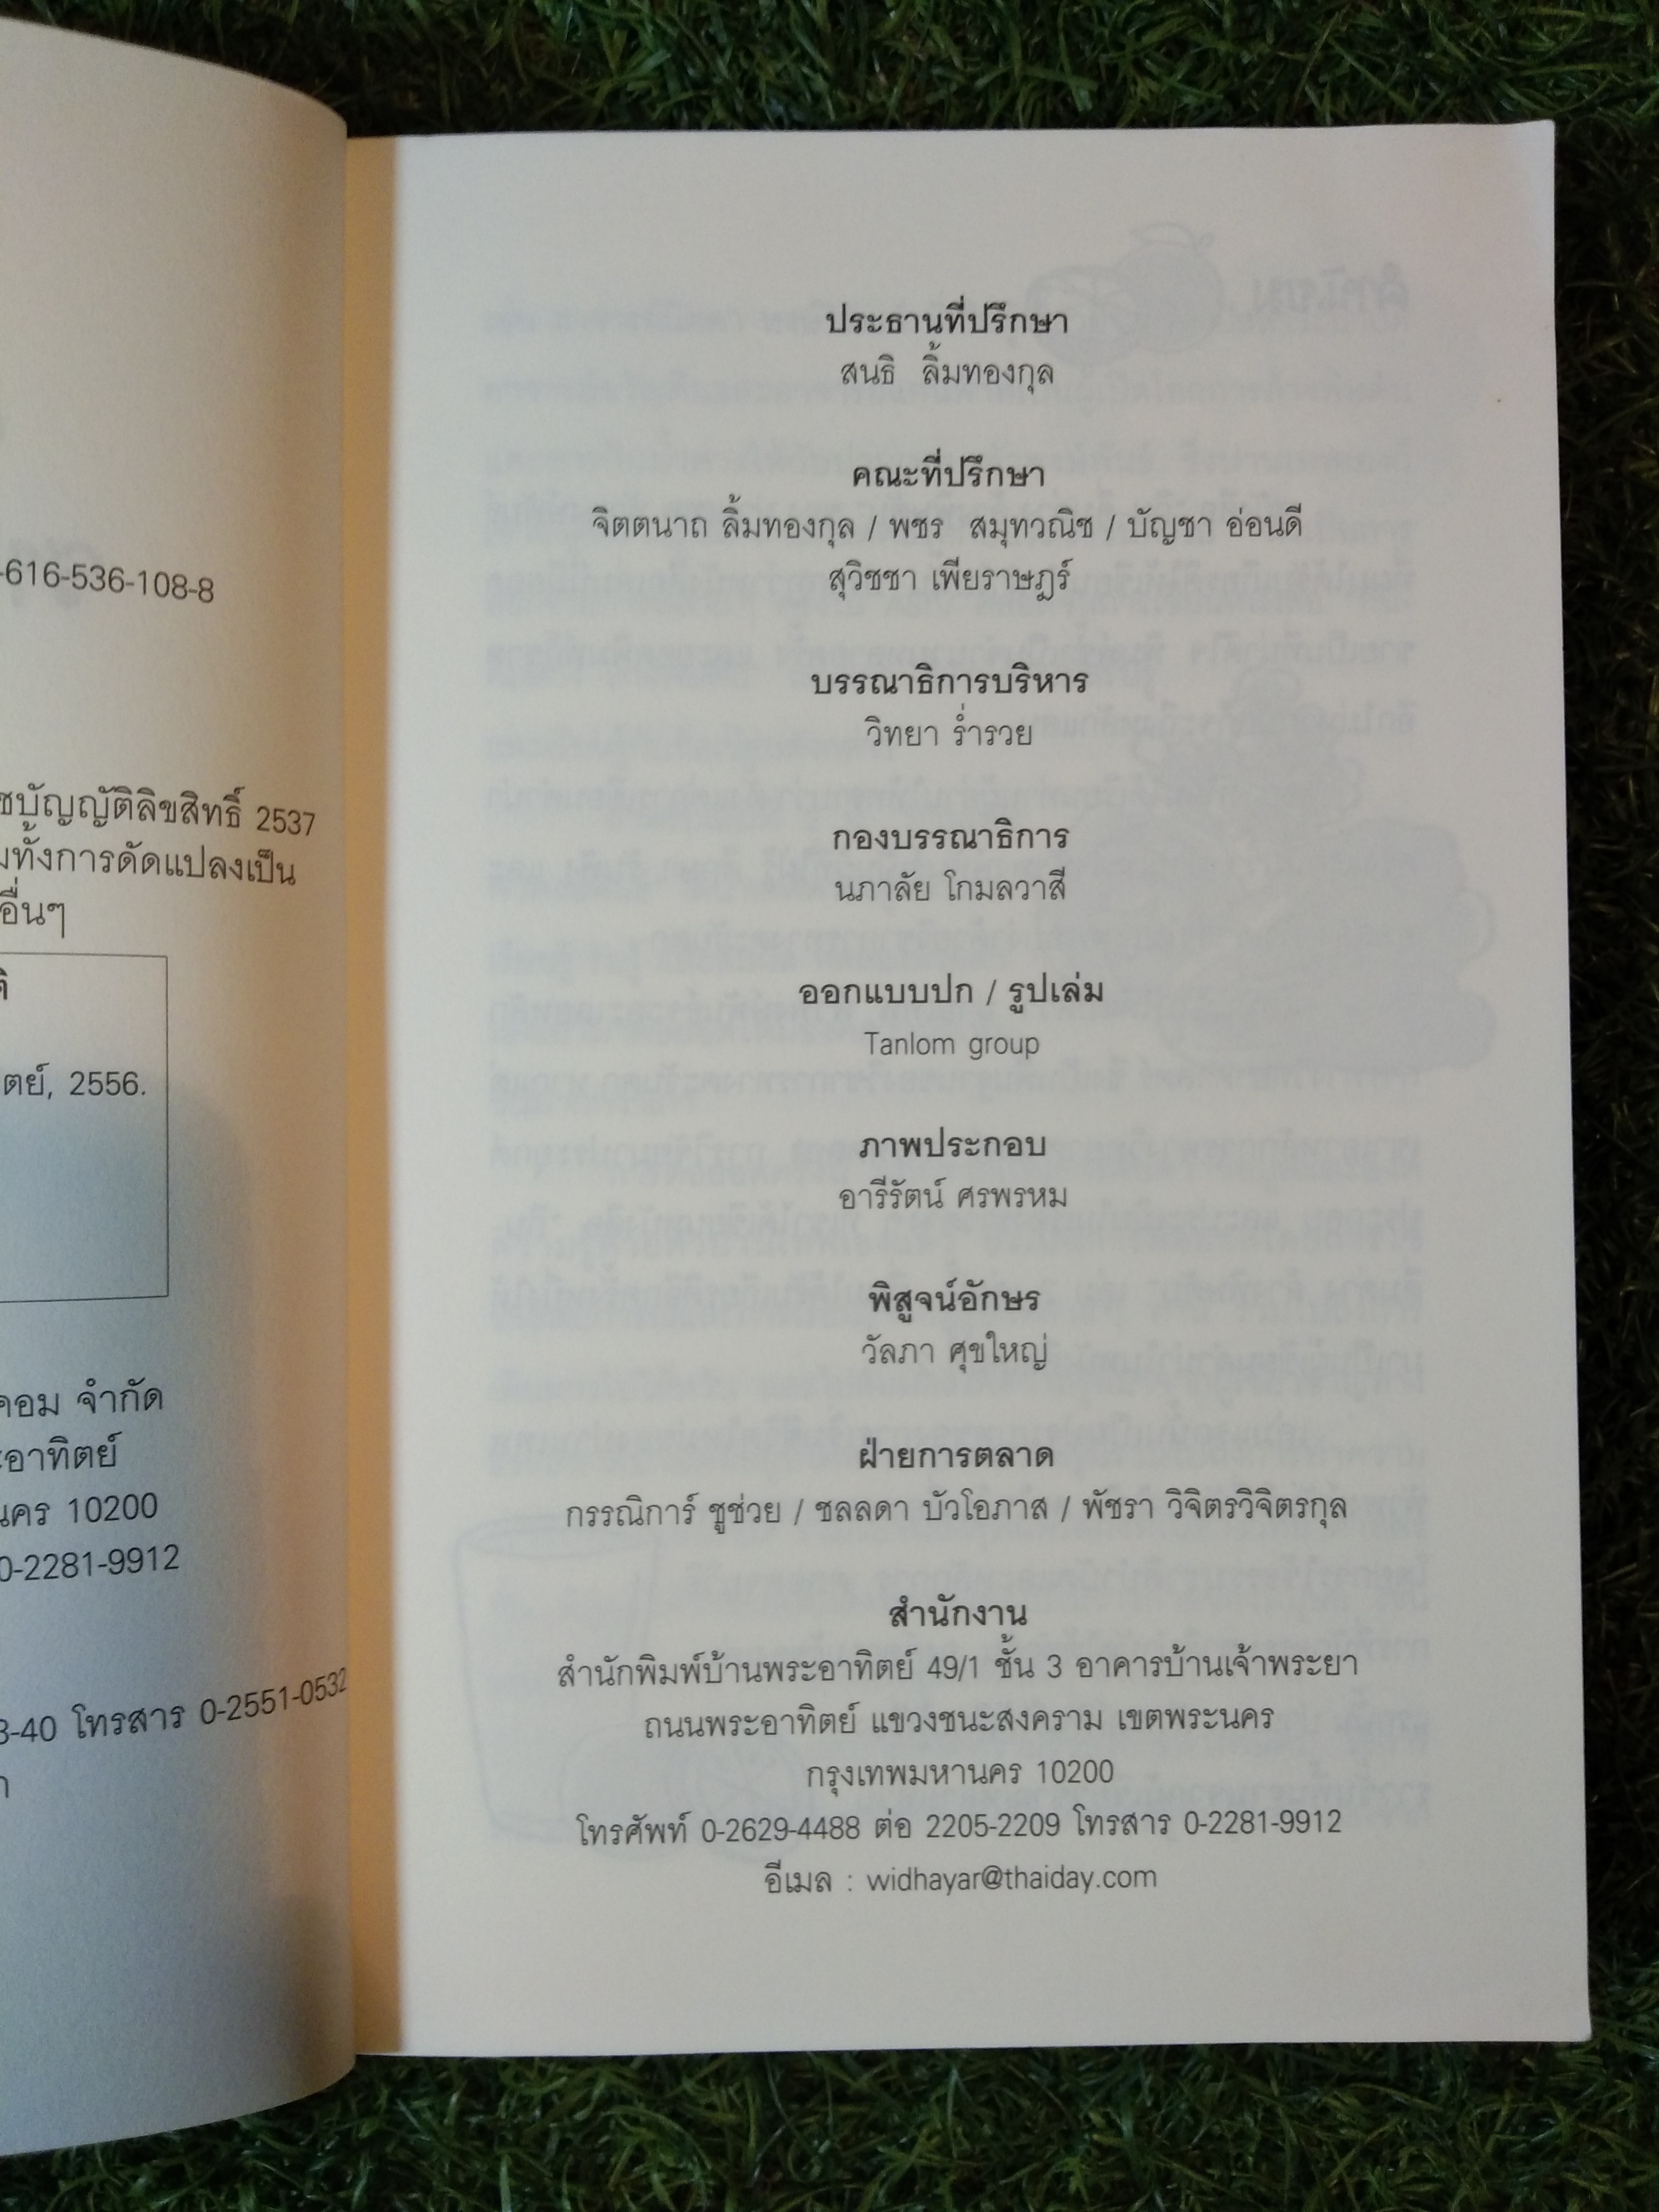 -616-536-108-8
ชบัญญัติลิขสิทธิ์ 2537
มทั้งการดัดแปลงเป็น
อื่นๆ
ติ
ตย์, 2556.
คอม จำกัด
ะอาทิตย์
นคร 10200
0-2281-9912
3-40 โทรสาร 0-2551-0532
ประธานที่ปรึกษา
สนธิ ลิ้มทองกุล
คณะที่ปรึกษา
จิตตนาถ ลิ้มทองกุล / พชร สมุทวณิช / บัญชา อ่อนดี
สุวิชชา เพียราษฎร์
บรรณาธิการบริหาร
วิทยา ร่ำรวย
กองบรรณาธิการ
นภาลัย โกมลวาสี
ออกแบบปก / รูปเล่ม
Tanlom group
ภาพประกอบ
อารีรัตน์ ศรพรหม
พิสูจน์อักษร
วัลภา ศุขใหญ่
ฝ่ายการตลาด
กรรณิการ์ ชูช่วย / ชลลดา บัวโอภาส / พัชรา วิจิตรวิจิตรกุล
สำนักงาน
สำนักพิมพ์บ้านพระอาทิตย์ 49/1 ชั้น 3 อาคารบ้านเจ้าพระยา
ถนนพระอาทิตย์ แขวงชนะสงคราม เขตพระนคร
กรุงเทพมหานคร 10200
โทรศัพท์ 0-2629-4488 ต่อ 2205-2209 โทรสาร 0-2281-9912
อีเมล : widhayar@thaiday.com